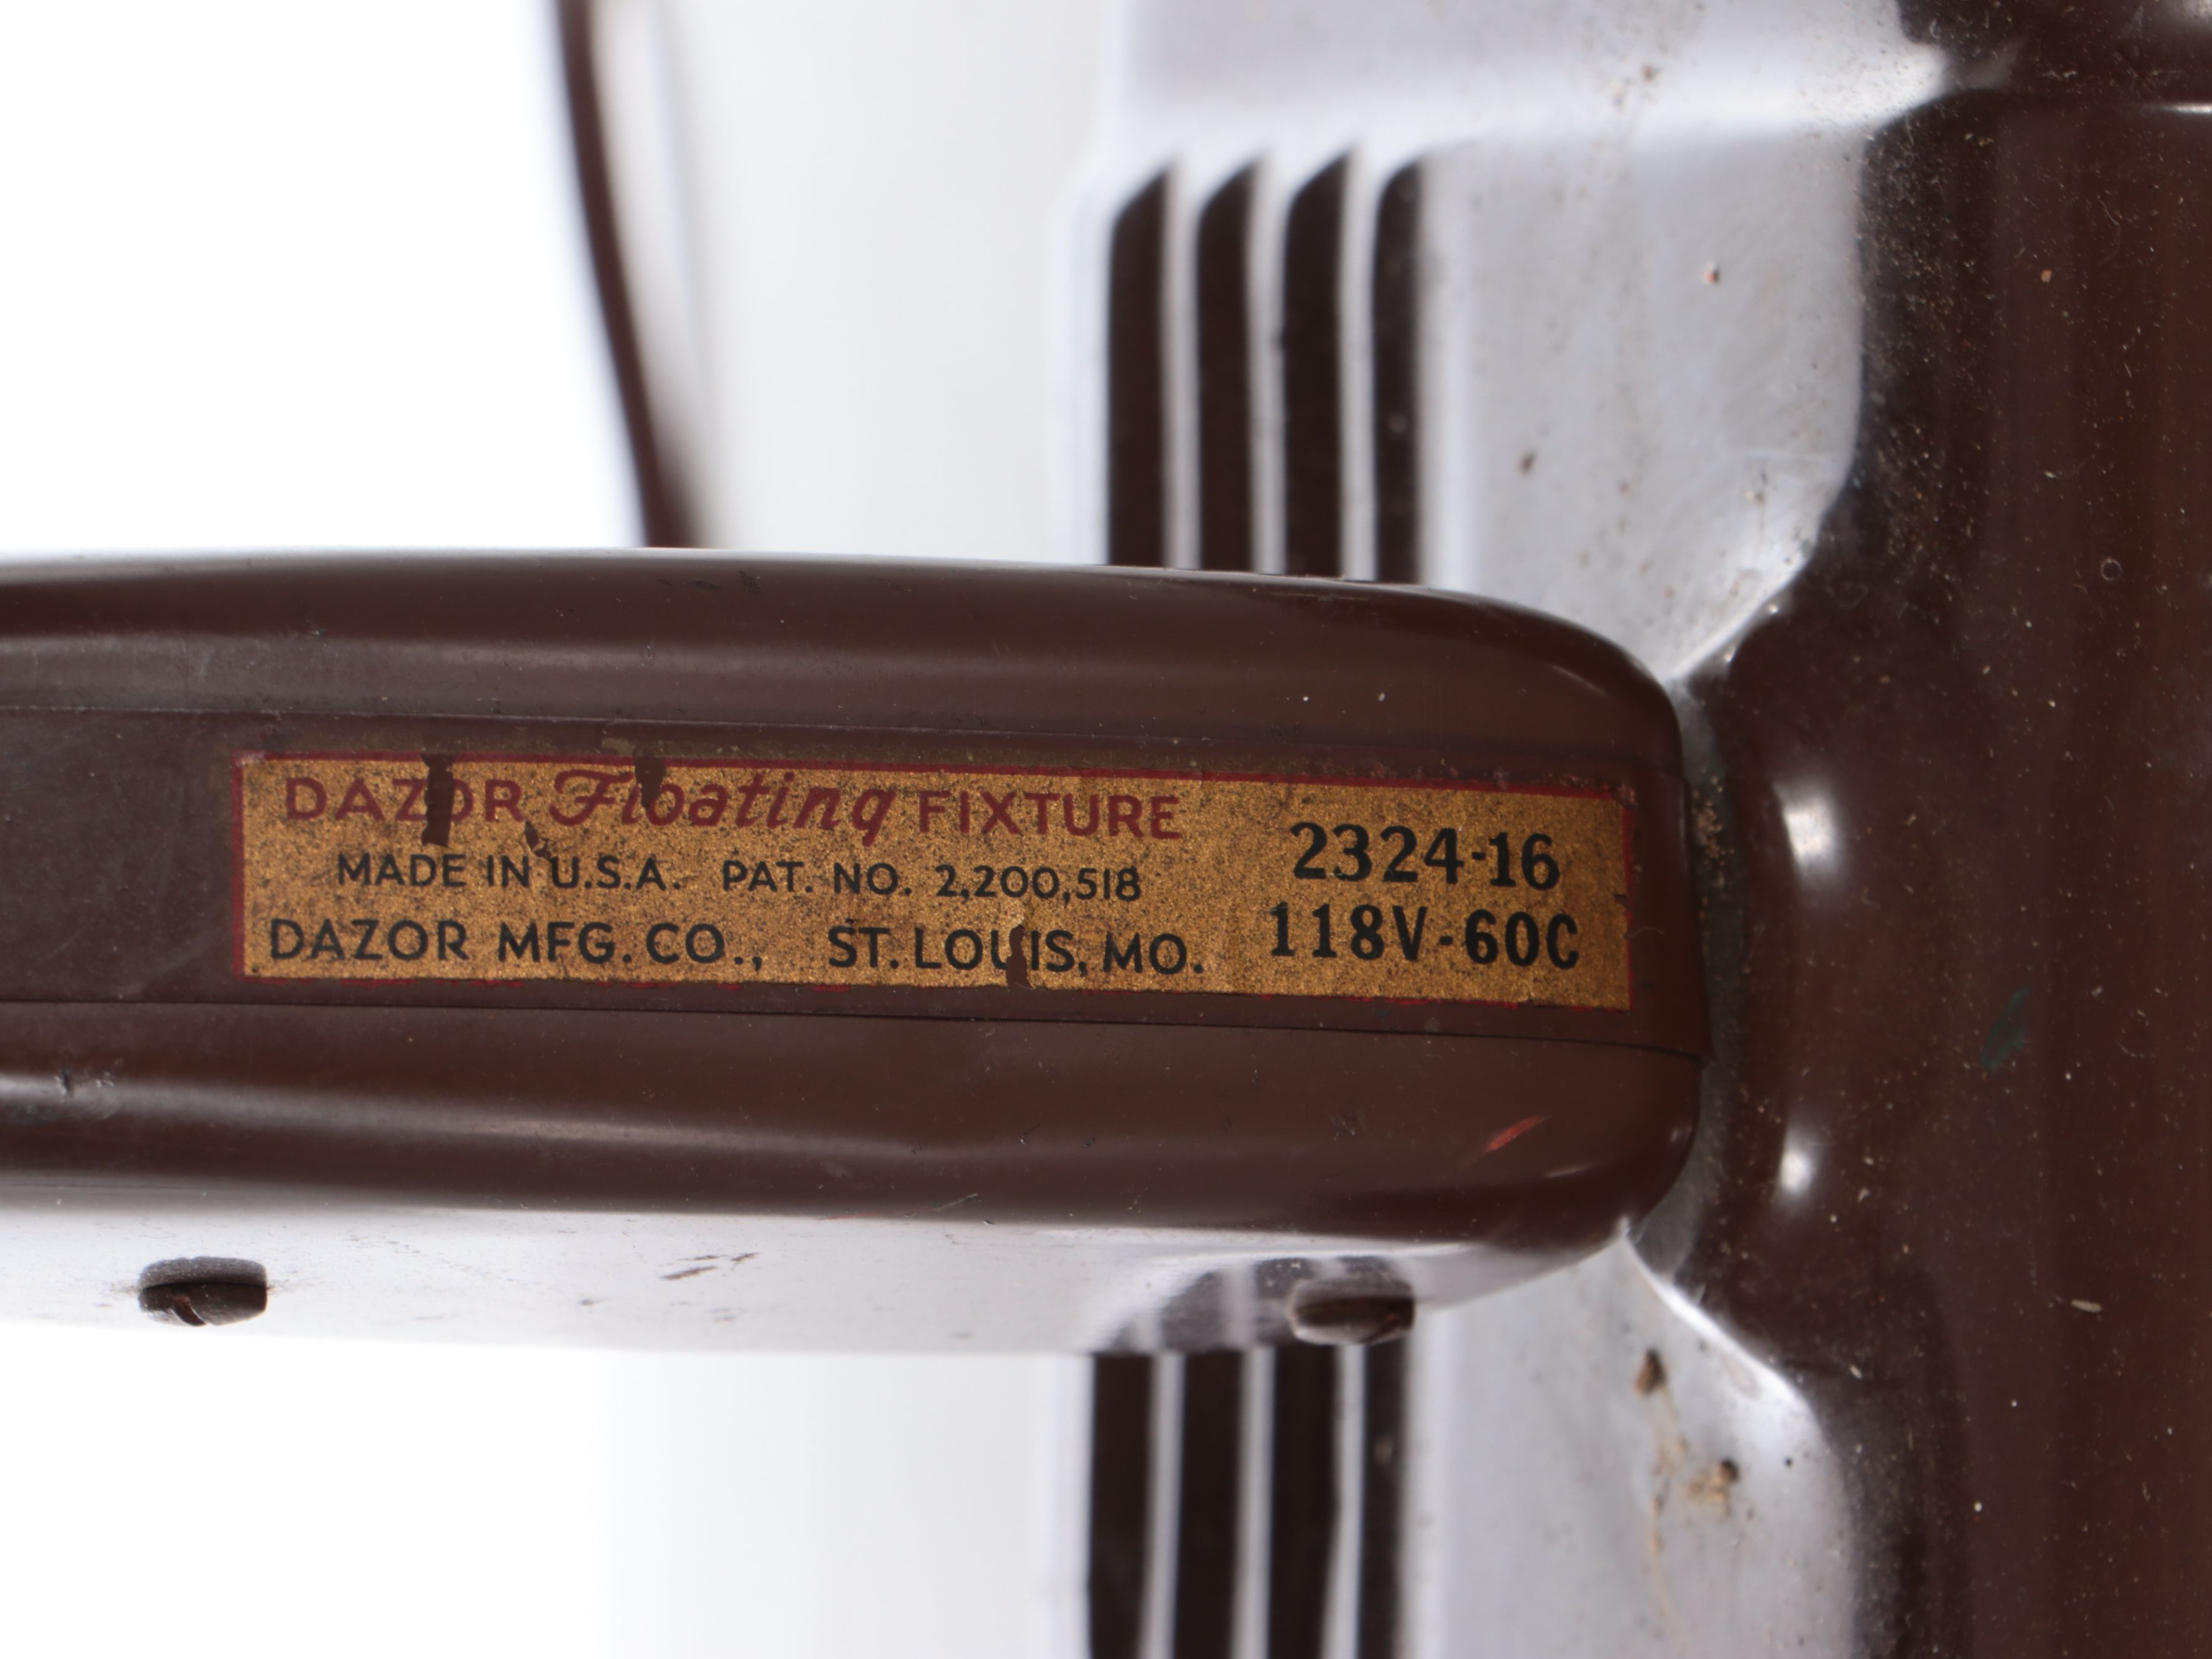 DAZOR Floating FIXTURE
MADE IN U.S.A. PAT. NO. 2,200,518
DAZOR MFG. CO., ST. LOUIS, MO.
2324-16
118V-60C